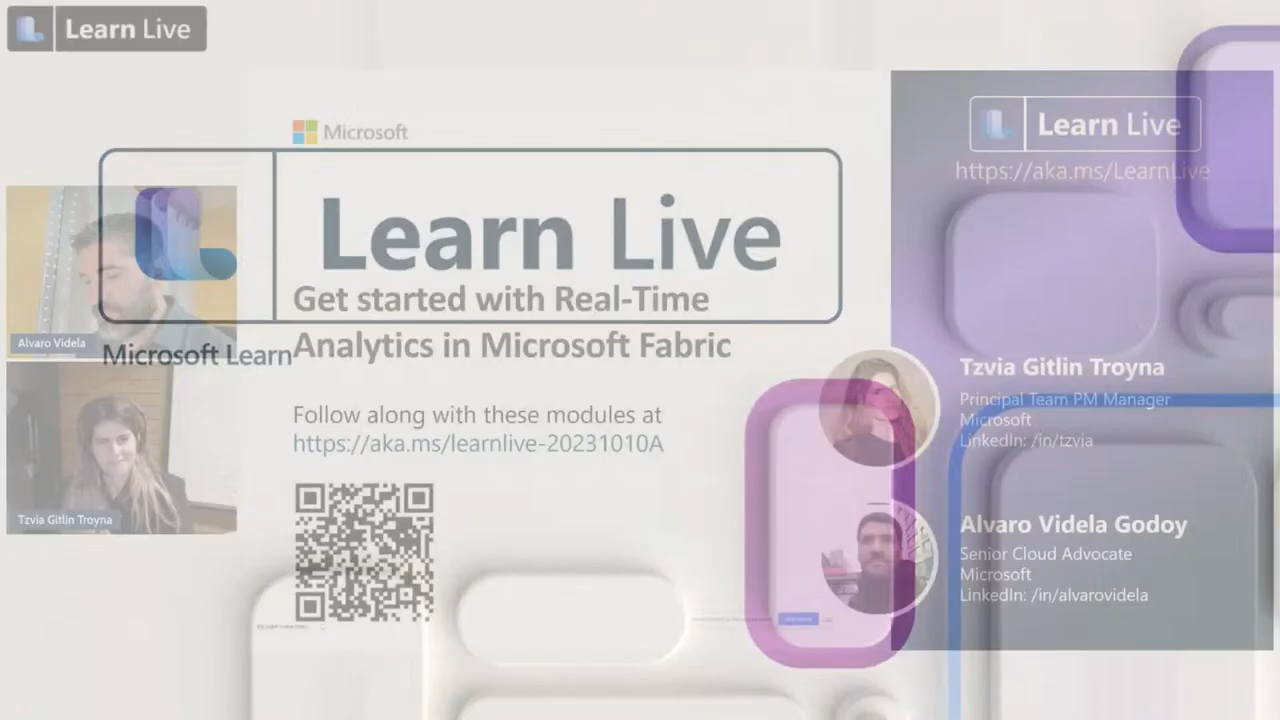 Learn Live
Microsoft
Learn Live
Get started with Real-Time
Analytics in Microsoft Fabric
Microsoft Learn
Follow along with these modules at
https://aka.ms/learnlive-20231010A
Alvaro Videla
Tzvia Gitlin Troyna
Learn Live
https://aka.ms/LearnLive
Tzvia Gitlin Troyna
Principal Team PM Manager
Microsoft
LinkedIn: /in/tzvia
Alvaro Videla Godoy
Senior Cloud Advocate
Microsoft
LinkedIn: /in/alvarovidela